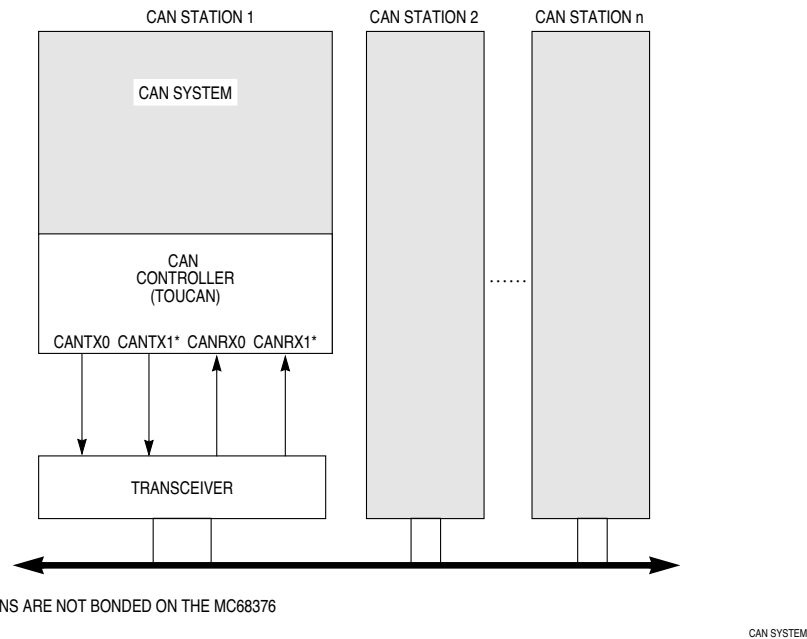 CAN STATION 1
CAN STATION 2
CAN STATION n
CAN SYSTEM
CAN
CONTROLLER
(TOUCAN)
......
CANTX0 CANTX1* CANRX0 CANRX1*
TRANSCEIVER
NS ARE NOT BONDED ON THE MC68376
CAN SYSTEM